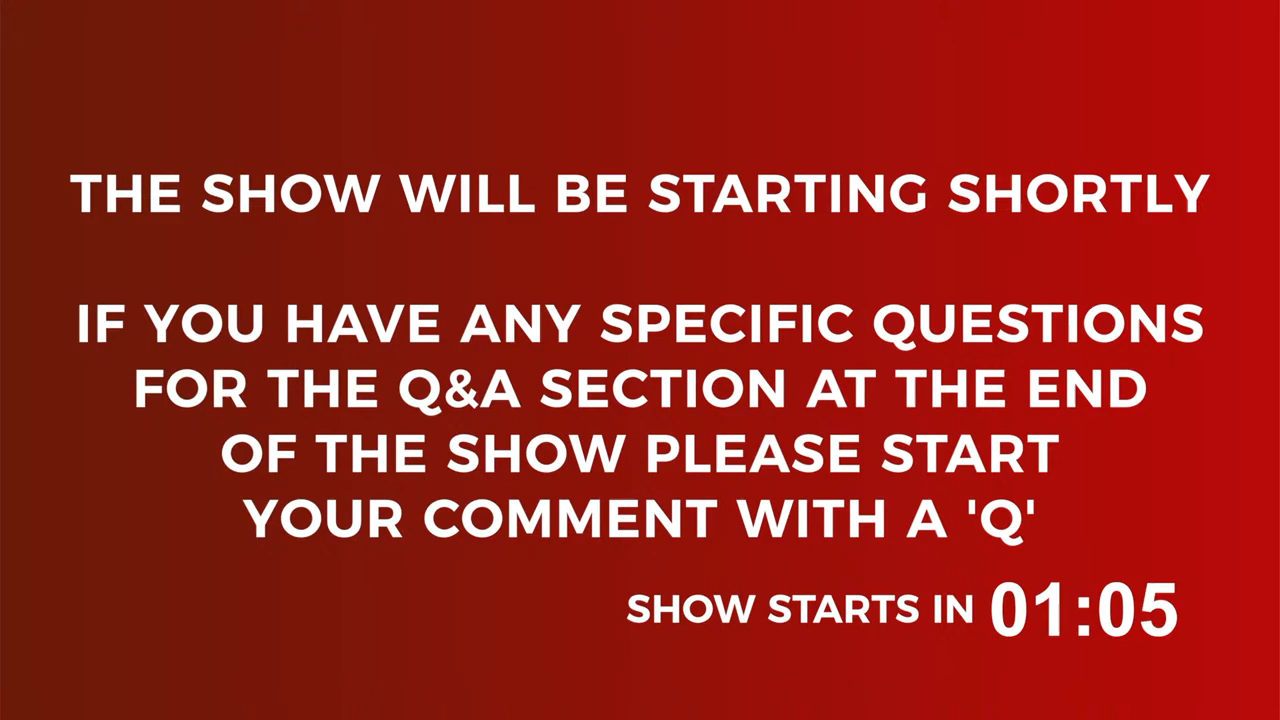 THE SHOW WILL BE STARTING SHORTLY
IF YOU HAVE ANY SPECIFIC QUESTIONS
FOR THE Q&A SECTION AT THE END
OF THE SHOW PLEASE START
YOUR COMMENT WITH A 'Q'
SHOW STARTS IN 01:05